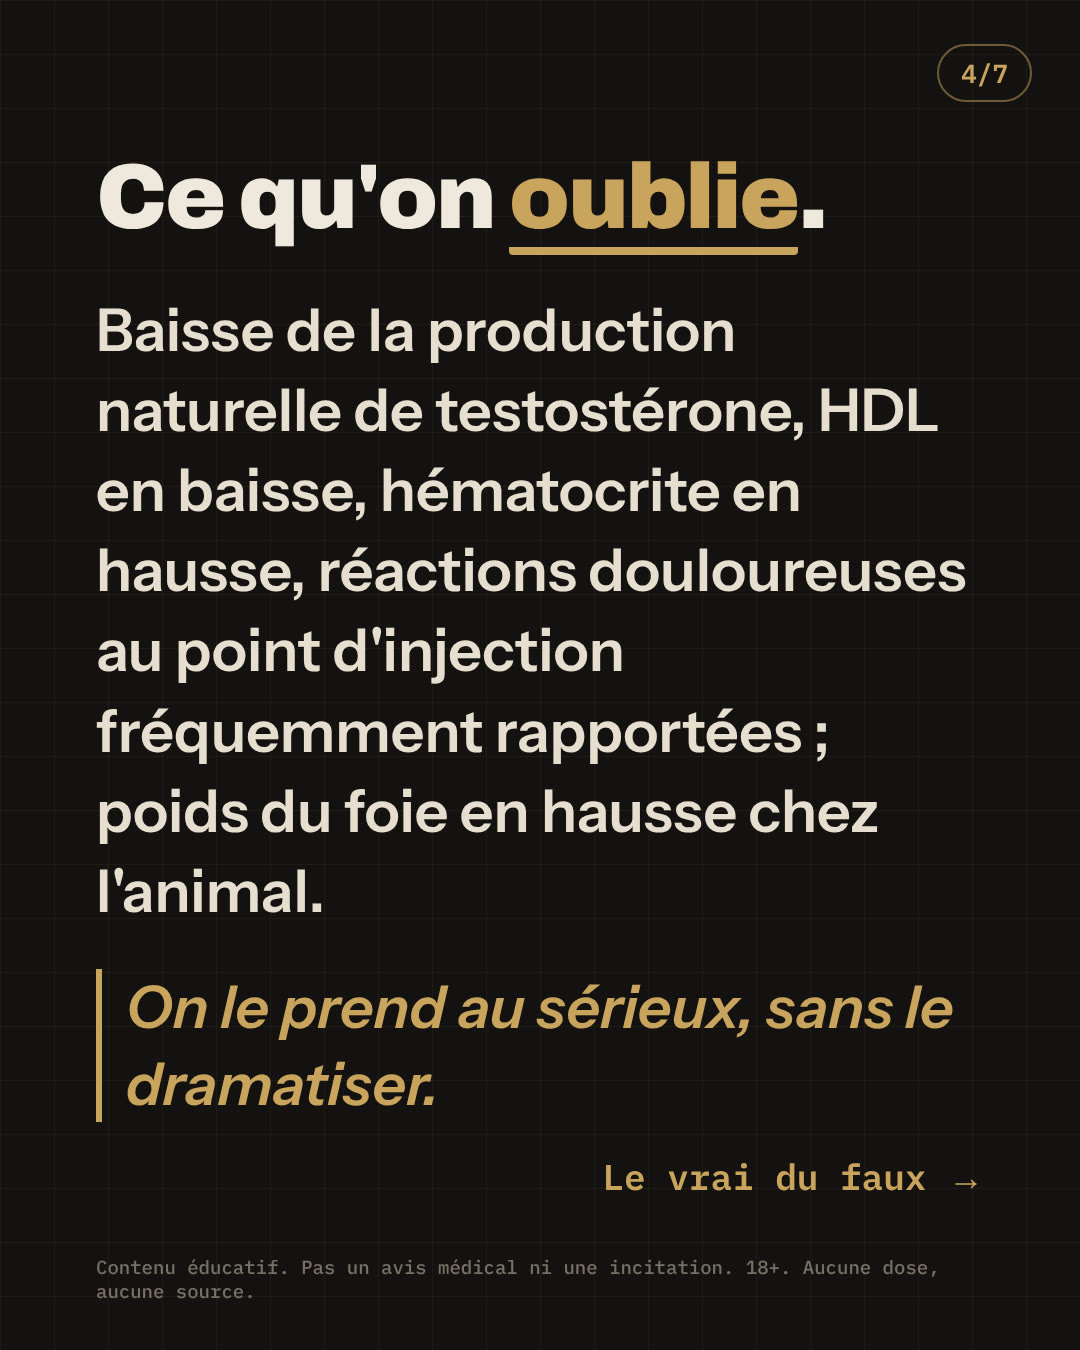 4/7
Ce qu'on oublie.
Baisse de la production
naturelle de testostérone, HDL
en baisse, hématocrite en
hausse, réactions douloureuses
au point d'injection
fréquemment rapportées ;
poids du foie en hausse chez
l'animal.
On le prend au sérieux, sans le
dramatiser.
Le vrai du faux →
Contenu éducatif. Pas un avis médical ni une incitation. 18+. Aucune dose,
aucune source.